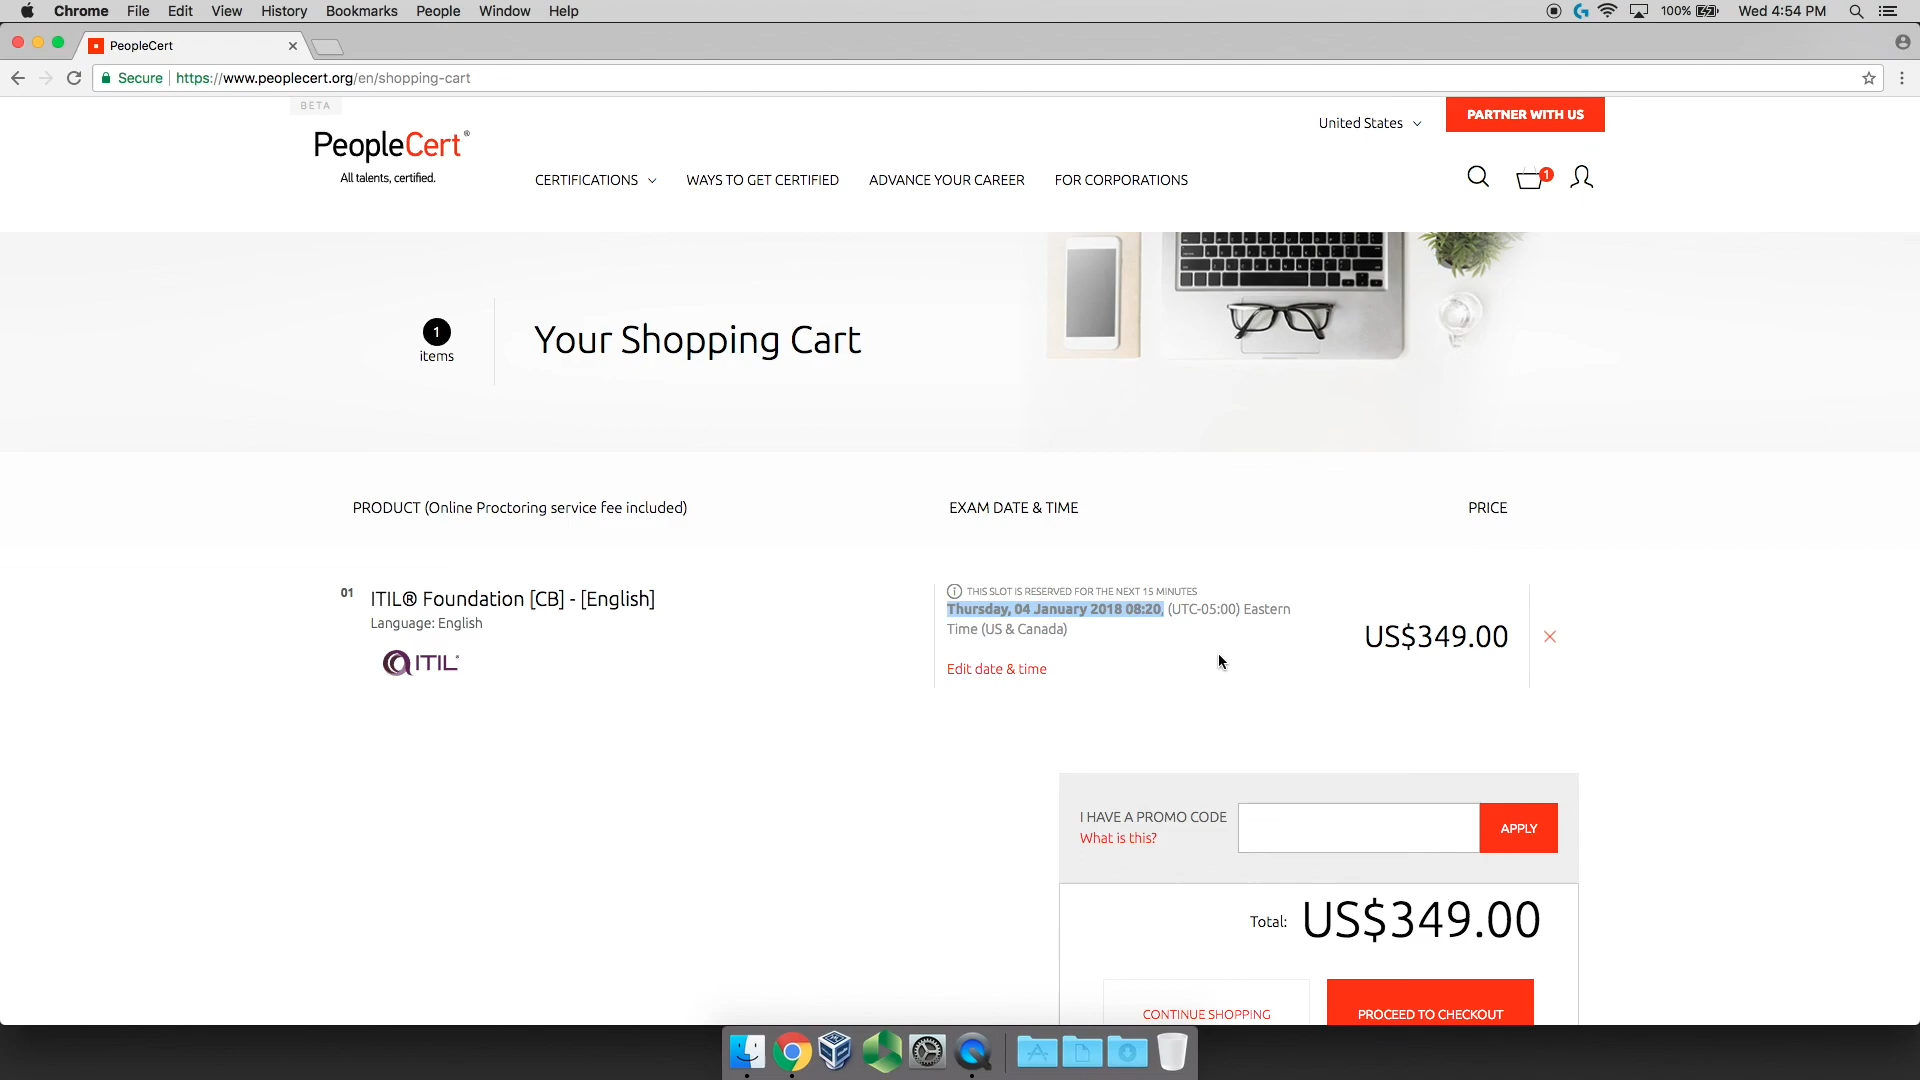 Chrome File Edit View History Bookmarks People Window Help 100% Wed 4:54 PM
PeopleCert
Secure https://www.peoplecert.org/en/shopping-cart
BETA
United States PARTNER WITH US
PeopleCert®
All talents, certified.
CERTIFICATIONS WAYS TO GET CERTIFIED ADVANCE YOUR CAREER FOR CORPORATIONS 1
1
items
Your Shopping Cart
PRODUCT (Online Proctoring service fee included) EXAM DATE & TIME PRICE
01 ITIL® Foundation [CB] - [English]
Language: English
ITIL®
THIS SLOT IS RESERVED FOR THE NEXT 15 MINUTES
Thursday, 04 January 2018 08:20, (UTC-05:00) Eastern
Time (US & Canada)
Edit date & time
US$349.00
I HAVE A PROMO CODE
What is this?
APPLY
Total: US$349.00
CONTINUE SHOPPING PROCEED TO CHECKOUT